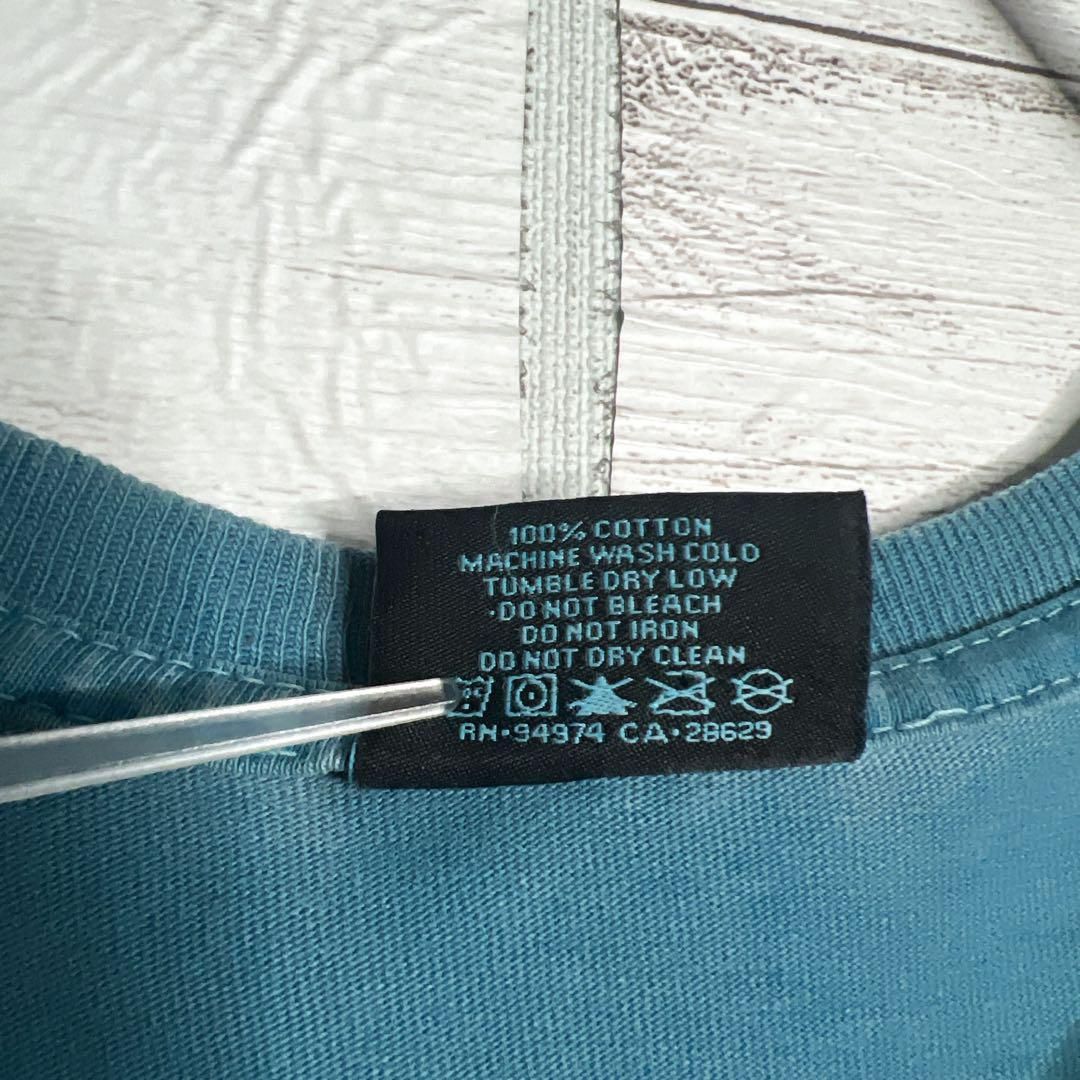 100% COTTON
MACHINE WASH COLD
TUMBLE DRY LOW
·DO NOT BLEACH
DO NOT IRON
DO NOT DRY CLEAN
RN·94974 CA·28629